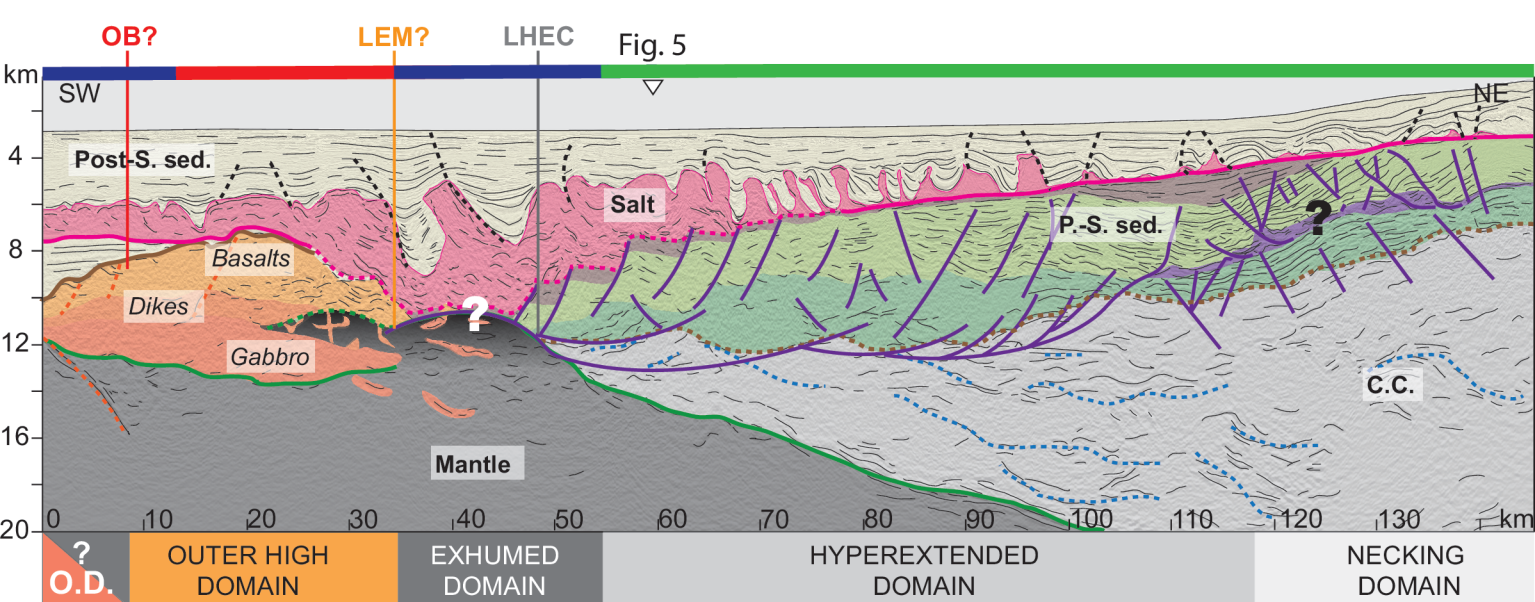 OB?
LEM?
LHEC
Fig. 5
km
SW
NE
Post-S. sed.
4
Salt
P.-S. sed.
?
8
Basalts
Dikes
?
12
Gabbro
C.C.
16
Mantle
20
0 10 20 30 40 50 60 70 80 90 100 110 120 130 km
?
O.D.
OUTER HIGH
DOMAIN
EXHUMED
DOMAIN
HYPEREXTENDED
DOMAIN
NECKING
DOMAIN